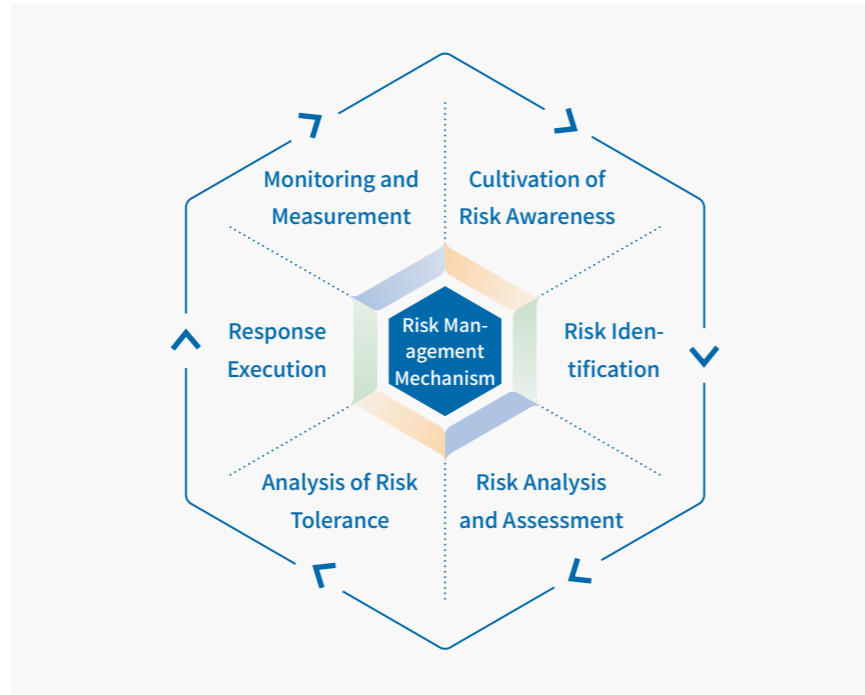 Monitoring and
Measurement
Cultivation of
Risk Awareness
Response
Execution
Risk Man-
agement
Mechanism
Risk Iden-
tification
Analysis of Risk
Tolerance
Risk Analysis
and Assessment